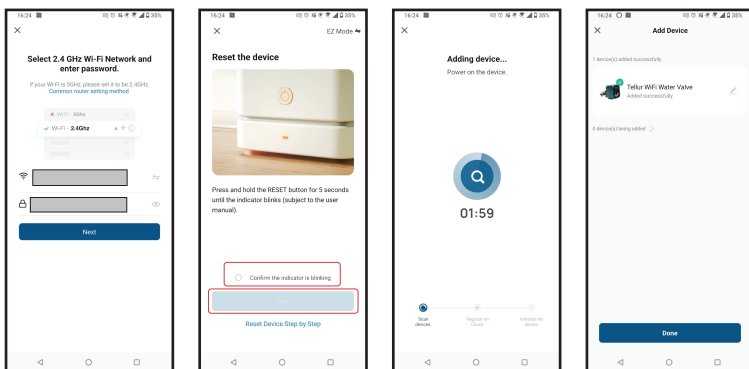 16:24
35%
Select 2.4 GHz Wi-Fi Network and
enter password.
If your Wi-Fi is 5GHz, please set it to be 2.4GHz.
Common router setting method
Wi-Fi - 5Ghz
Wi-Fi - 2.4Ghz
Next
16:24
35%
EZ Mode
Reset the device
Press and hold the RESET button for 5 seconds
until the indicator blinks (subject to the user
manual).
Confirm the indicator is blinking
Reset Device Step by Step
16:24
35%
Adding device...
Power on the device.
01:59
Scan
devices
Register on
Cloud
Initialize the
device
16:24
35%
Add Device
1 device(s) added successfully
Tellur WiFi Water Valve
Added successfully
0 device(s) being added
Done